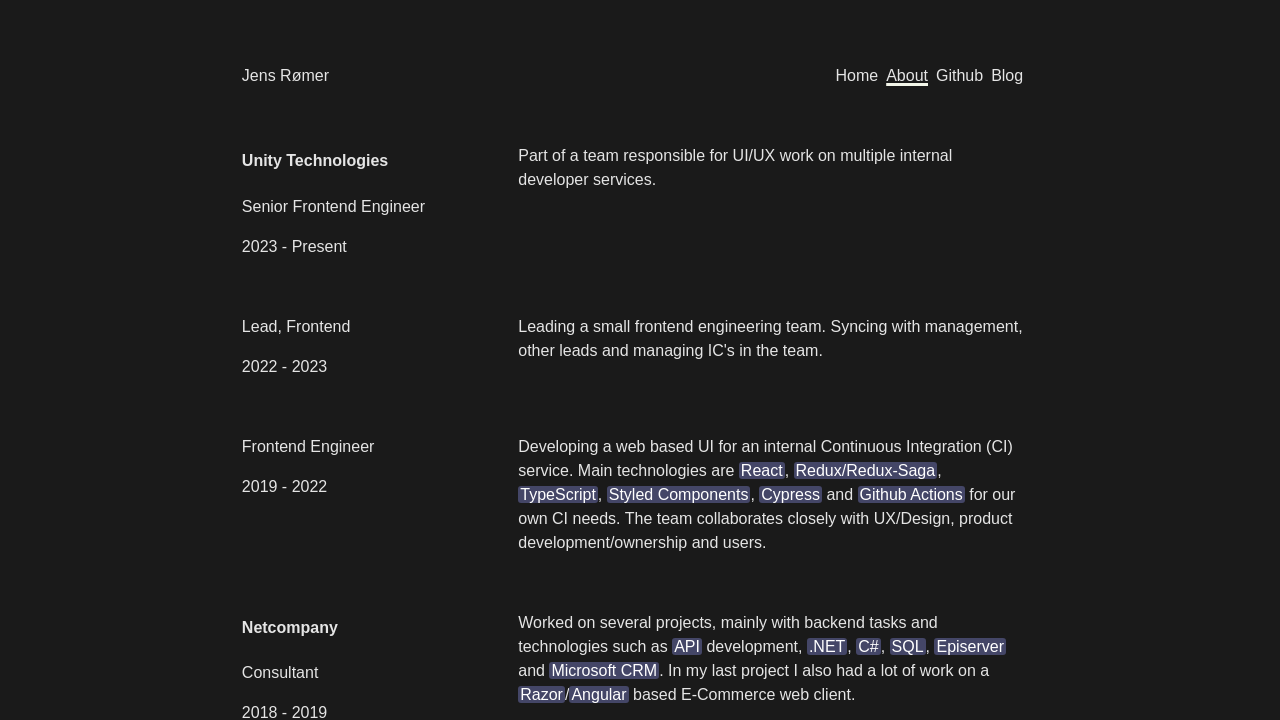 Jens Rømer
Home About Github Blog
Unity Technologies
Senior Frontend Engineer
2023 - Present
Part of a team responsible for UI/UX work on multiple internal
developer services.
Lead, Frontend
2022 - 2023
Leading a small frontend engineering team. Syncing with management,
other leads and managing IC's in the team.
Frontend Engineer
2019 - 2022
Developing a web based UI for an internal Continuous Integration (CI)
service. Main technologies are React, Redux/Redux-Saga,
TypeScript, Styled Components, Cypress and Github Actions for our
own CI needs. The team collaborates closely with UX/Design, product
development/ownership and users.
Netcompany
Consultant
2018 - 2019
Worked on several projects, mainly with backend tasks and
technologies such as API development, .NET, C#, SQL, Episerver
and Microsoft CRM. In my last project I also had a lot of work on a
Razor/Angular based E-Commerce web client.